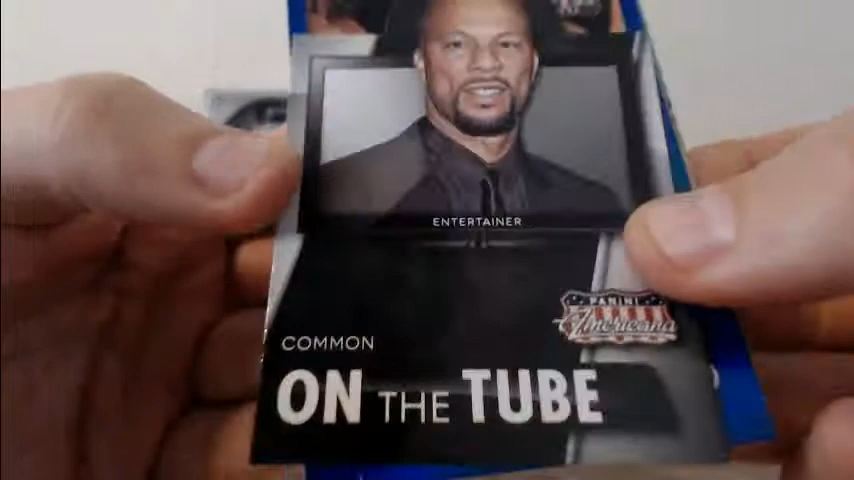 ENTERTAINER
PANINI
Americana
COMMON
ON THE TUBE